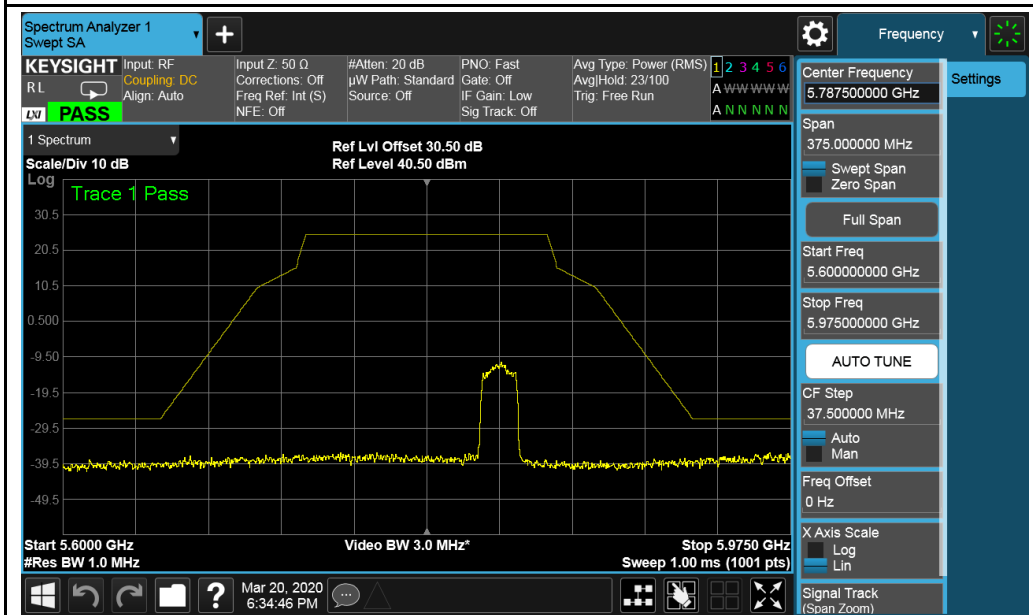 Spectrum Analyzer 1
Swept SA
Frequency
KEYSIGHT
RL
LXI
PASS
Input: RF
Coupling: DC
Align: Auto
Input Z: 50 Ω
Corrections: Off
Freq Ref: Int (S)
NFE: Off
#Atten: 20 dB
µW Path: Standard
Source: Off
PNO: Fast
Gate: Off
IF Gain: Low
Sig Track: Off
Avg Type: Power (RMS)
Avg|Hold: 23/100
Trig: Free Run
1 2 3 4 5 6
A W W W W W
A N N N N N
1 Spectrum
Scale/Div 10 dB
Ref Lvl Offset 30.50 dB
Ref Level 40.50 dBm
Log
Trace 1 Pass
30.5
20.5
10.5
0.500
-9.50
-19.5
-29.5
-39.5
-49.5
Start 5.6000 GHz
#Res BW 1.0 MHz
Video BW 3.0 MHz*
Stop 5.9750 GHz
Sweep 1.00 ms (1001 pts)
Mar 20, 2020
6:34:46 PM
Center Frequency
5.787500000 GHz
Span
375.000000 MHz
Swept Span
Zero Span
Full Span
Start Freq
5.600000000 GHz
Stop Freq
5.975000000 GHz
AUTO TUNE
CF Step
37.500000 MHz
Auto
Man
Freq Offset
0 Hz
X Axis Scale
Log
Lin
Signal Track
(Span Zoom)
Settings